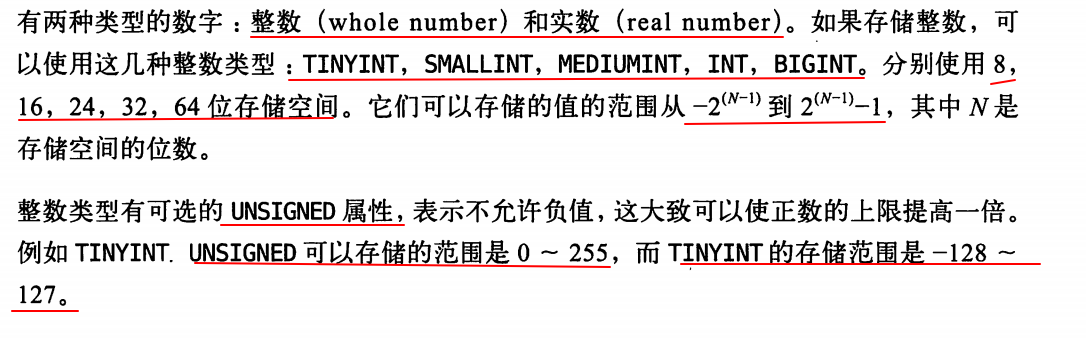 有两种类型的数字：整数（whole number）和实数（real number）。如果存储整数，可
以使用这几种整数类型：TINYINT，SMALLINT，MEDIUMINT，INT，BIGINT。分别使用 8，
16，24，32，64 位存储空间。它们可以存储的值的范围从 −2^(N−1) 到 2^(N−1)−1，其中 N 是
存储空间的位数。
整数类型有可选的 UNSIGNED 属性，表示不允许负值，这大致可以使正数的上限提高一倍。
例如 TINYINT. UNSIGNED 可以存储的范围是 0 ~ 255，而 TINYINT 的存储范围是 −128 ~
127。